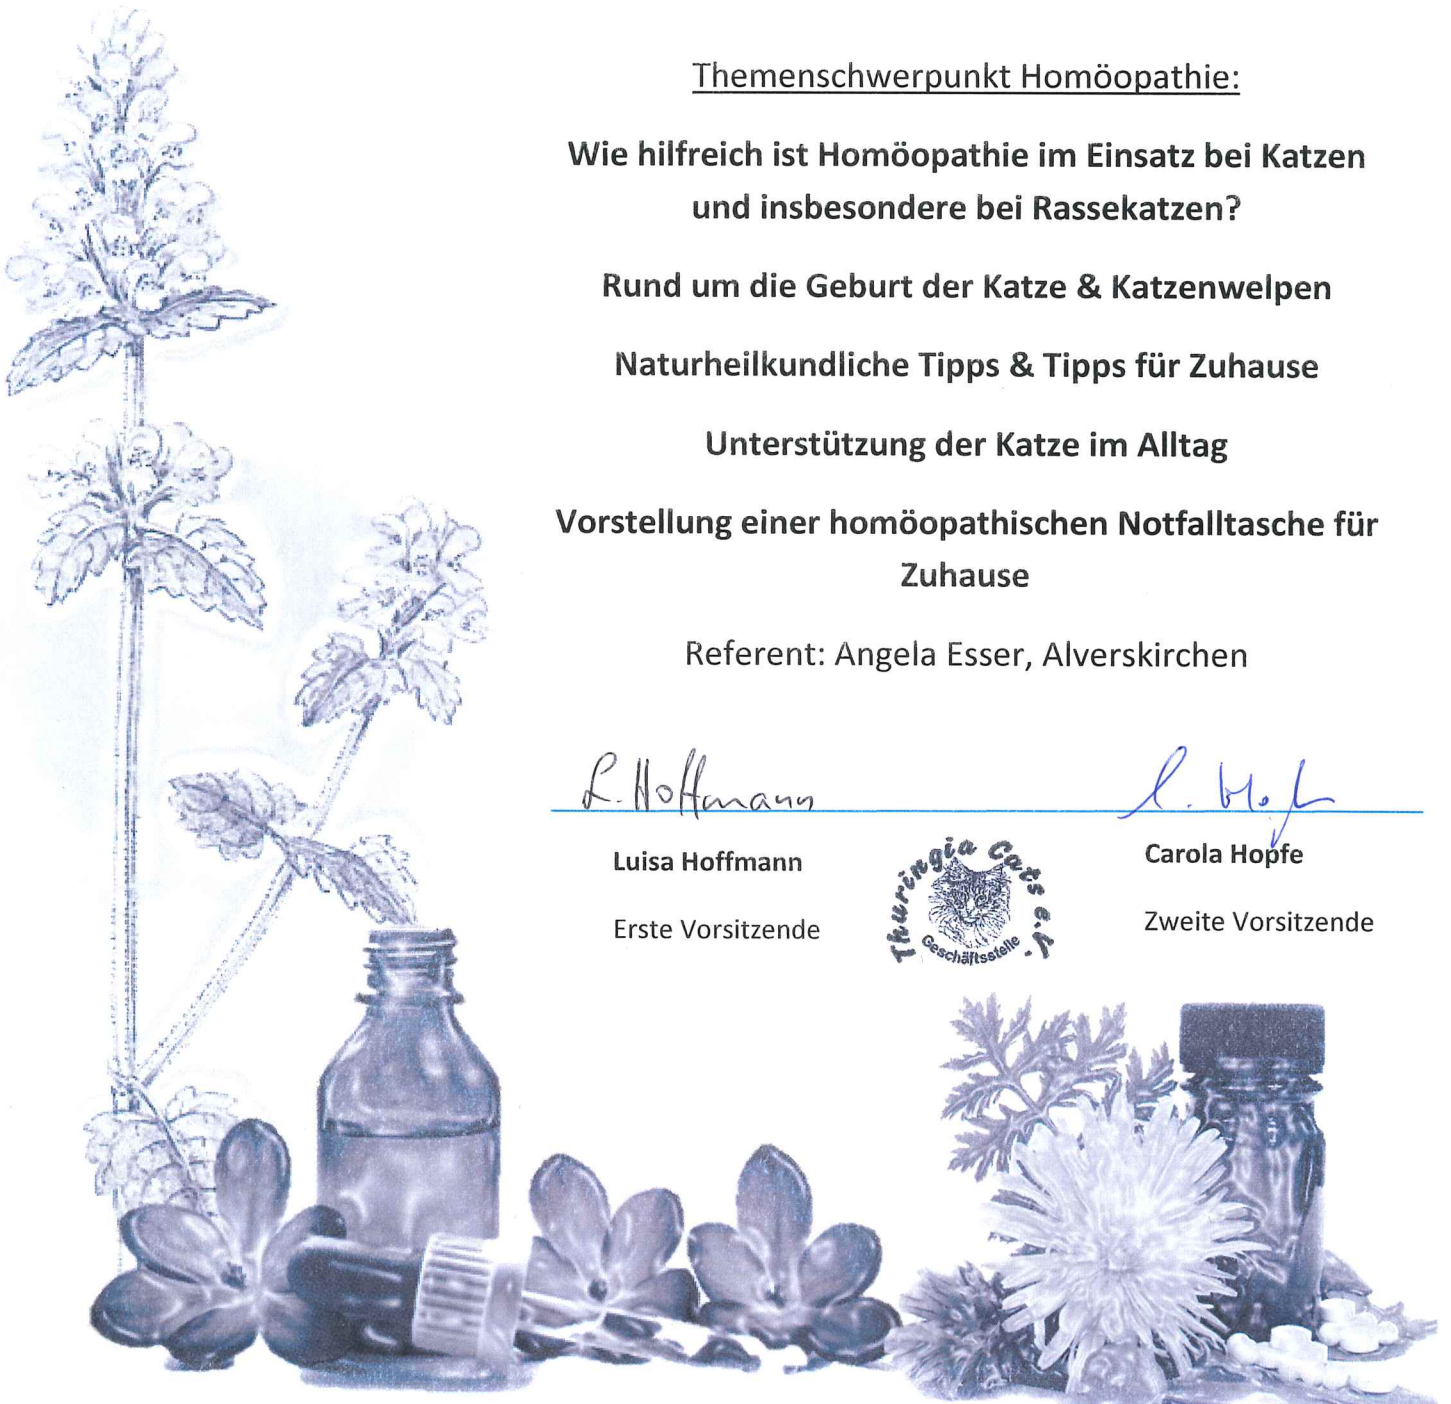 Themenschwerpunkt Homöopathie:
Wie hilfreich ist Homöopathie im Einsatz bei Katzen
und insbesondere bei Rassekatzen?
Rund um die Geburt der Katze & Katzenwelpen
Naturheilkundliche Tipps & Tipps für Zuhause
Unterstützung der Katze im Alltag
Vorstellung einer homöopathischen Notfalltasche für
Zuhause
Referent: Angela Esser, Alverskirchen
L. Hoffmann
C. Hopfe
Luisa Hoffmann
Carola Hopfe
Erste Vorsitzende
Zweite Vorsitzende
Thuringia Cats e.V.
Geschäftsstelle